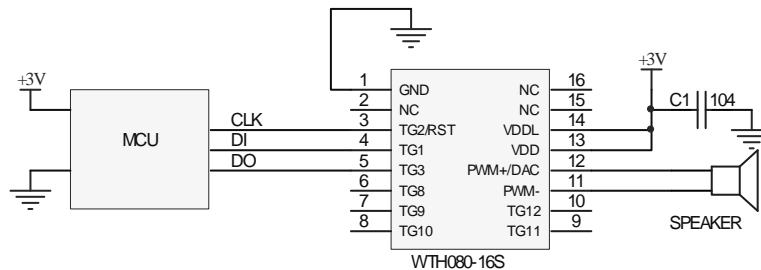 +3V
MCU
CLK
DI
DO
1 GND
2 NC
3 TG2/RST
4 TG1
5 TG3
6 TG8
7 TG9
8 TG10
NC 16
NC 15
VDDL 14
VDD 13
PWM+/DAC 12
PWM- 11
TG12 10
TG11 9
WTH080-16S
+3V
C1 104
SPEAKER